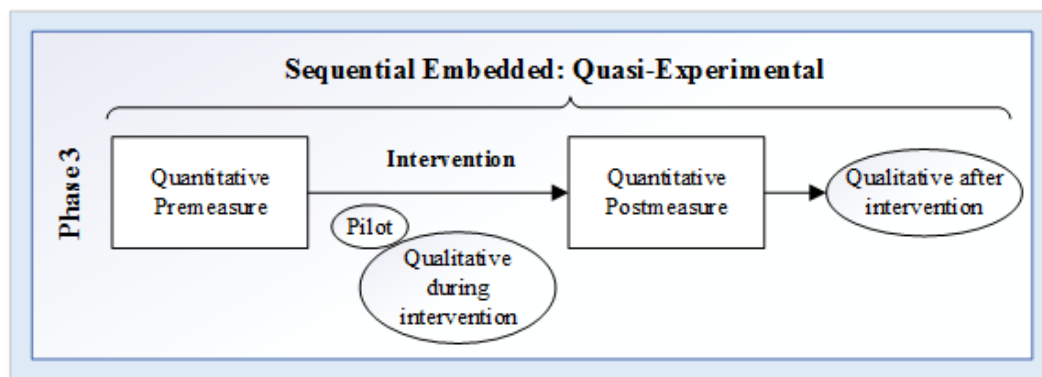 Sequential Embedded: Quasi-Experimental
Phase 3
Quantitative
Premeasure
Intervention
Pilot
Qualitative
during
intervention
Quantitative
Postmeasure
Qualitative after
intervention